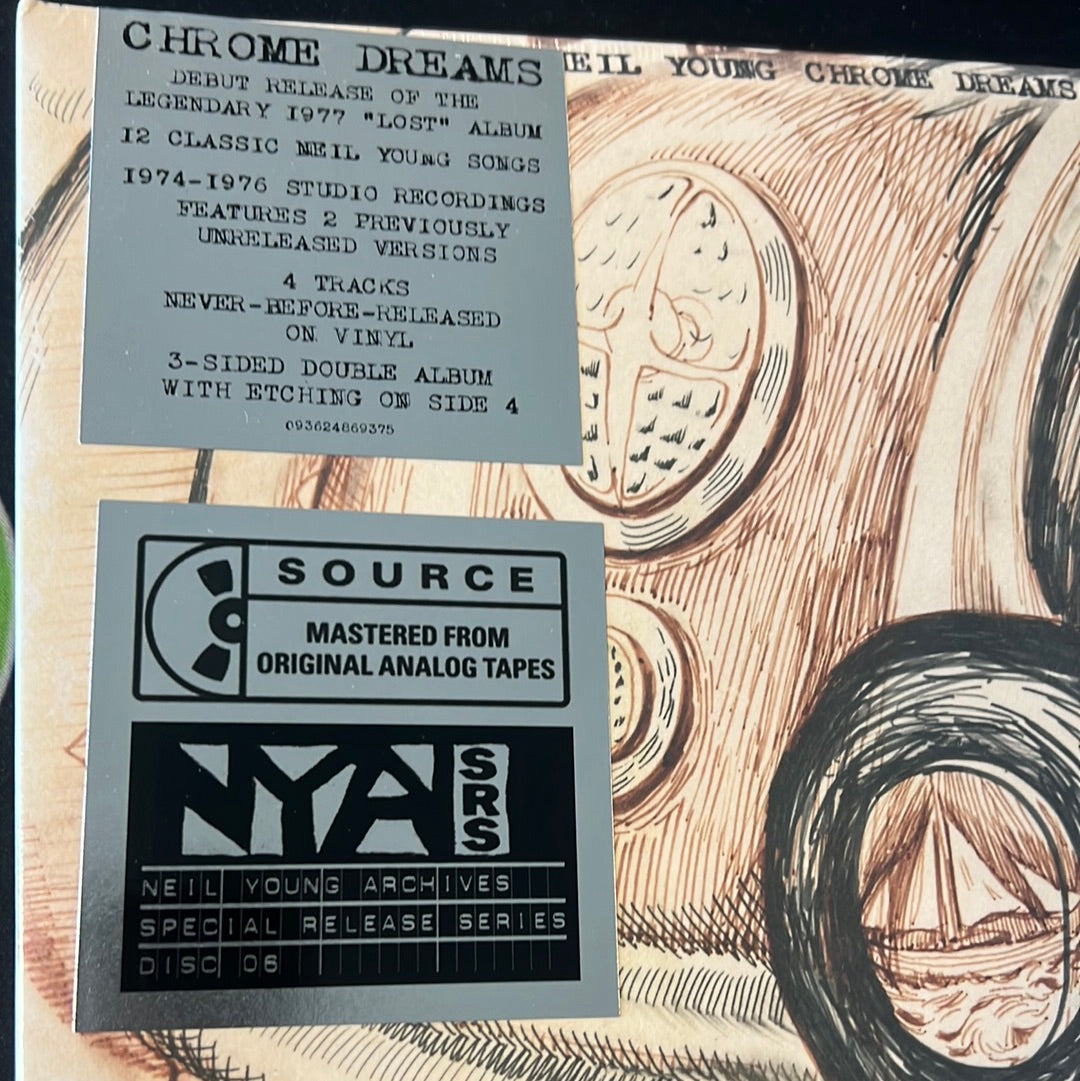 CHROME DREAMS
DEBUT RELEASE OF THE
LEGENDARY 1977 "LOST" ALBUM
12 CLASSIC NEIL YOUNG SONGS
1974-1976 STUDIO RECORDINGS
FEATURES 2 PREVIOUSLY
UNRELEASED VERSIONS
4 TRACKS
NEVER-BEFORE-RELEASED
ON VINYL
3-SIDED DOUBLE ALBUM
WITH ETCHING ON SIDE 4
093624869375
EIL YOUNG CHROME DREAMS
SOURCE
MASTERED FROM
ORIGINAL ANALOG TAPES
NYA SRS
NEIL YOUNG ARCHIVES
SPECIAL RELEASE SERIES
DISC 06